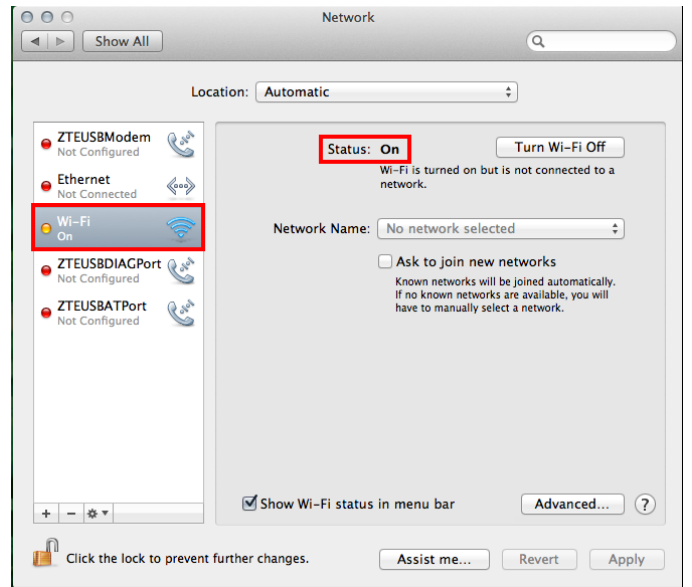 Network
Show All
Location: Automatic
ZTEUSBModem
Not Configured
Ethernet
Not Connected
Wi-Fi
On
ZTEUSBDIAGPort
Not Configured
ZTEUSBATPort
Not Configured
Status: On
Turn Wi-Fi Off
Wi-Fi is turned on but is not connected to a
network.
Network Name: No network selected
Ask to join new networks
Known networks will be joined automatically.
If no known networks are available, you will
have to manually select a network.
Show Wi-Fi status in menu bar
Advanced...
?
Click the lock to prevent further changes.
Assist me...
Revert
Apply